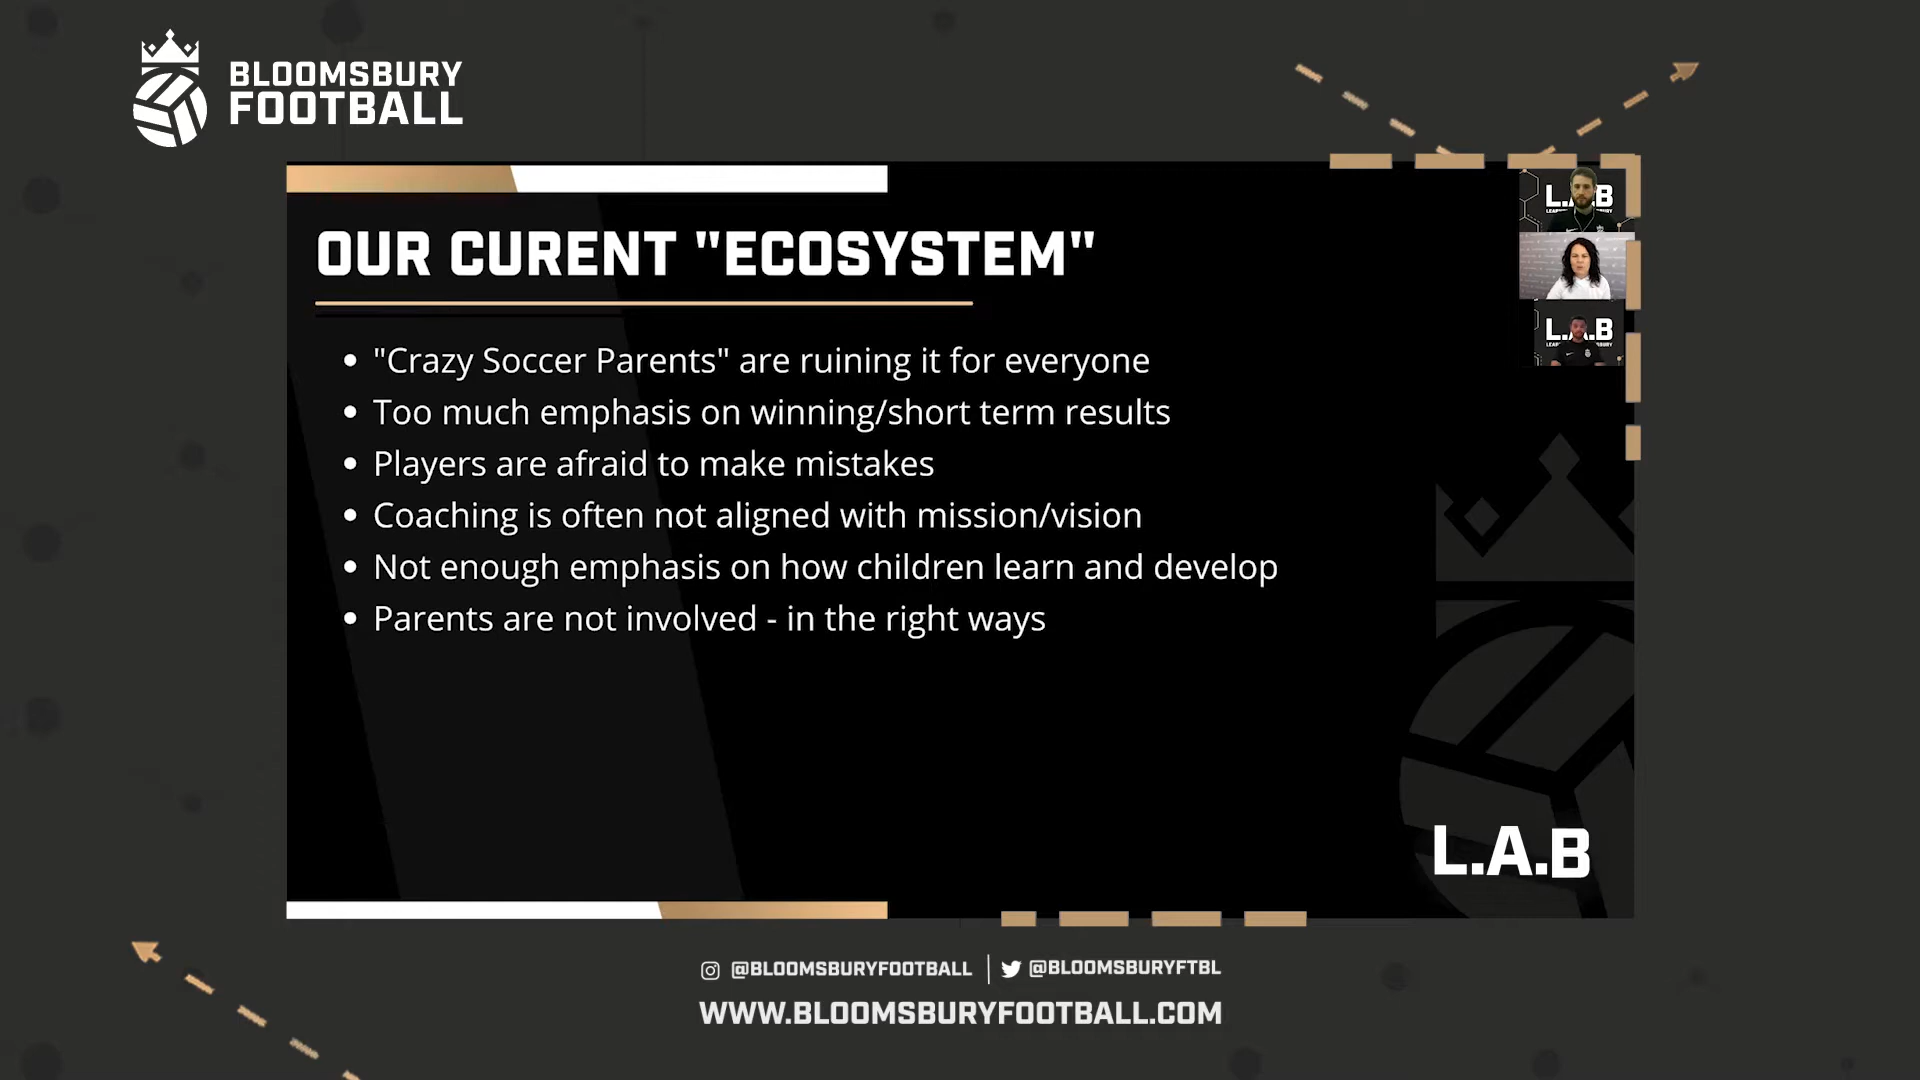 BLOOMSBURY
FOOTBALL
OUR CURENT "ECOSYSTEM"
"Crazy Soccer Parents" are ruining it for everyone
Too much emphasis on winning/short term results
Players are afraid to make mistakes
Coaching is often not aligned with mission/vision
Not enough emphasis on how children learn and develop
Parents are not involved - in the right ways
L.A.B
@BLOOMSBURYFOOTBALL | @BLOOMSBURYFTBL
WWW.BLOOMSBURYFOOTBALL.COM